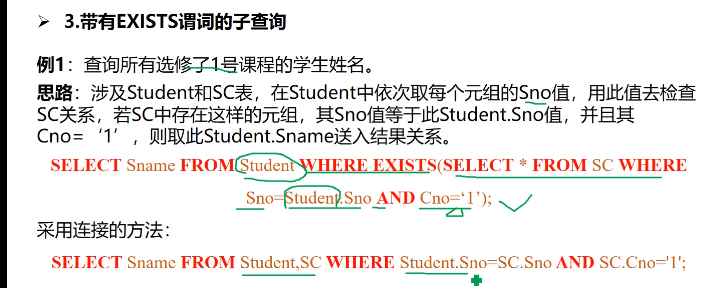 ➢ 3.带有EXISTS谓词的子查询
例1：查询所有选修了1号课程的学生姓名。
思路：涉及Student和SC表，在Student中依次取每个元组的Sno值，用此值去检查
SC关系，若SC中存在这样的元组，其Sno值等于此Student.Sno值，并且其
Cno=‘1’，则取此Student.Sname送入结果关系。
SELECT Sname FROM Student WHERE EXISTS(SELECT * FROM SC WHERE
Sno=Student.Sno AND Cno=‘1’);
采用连接的方法：
SELECT Sname FROM Student,SC WHERE Student.Sno=SC.Sno AND SC.Cno='1';